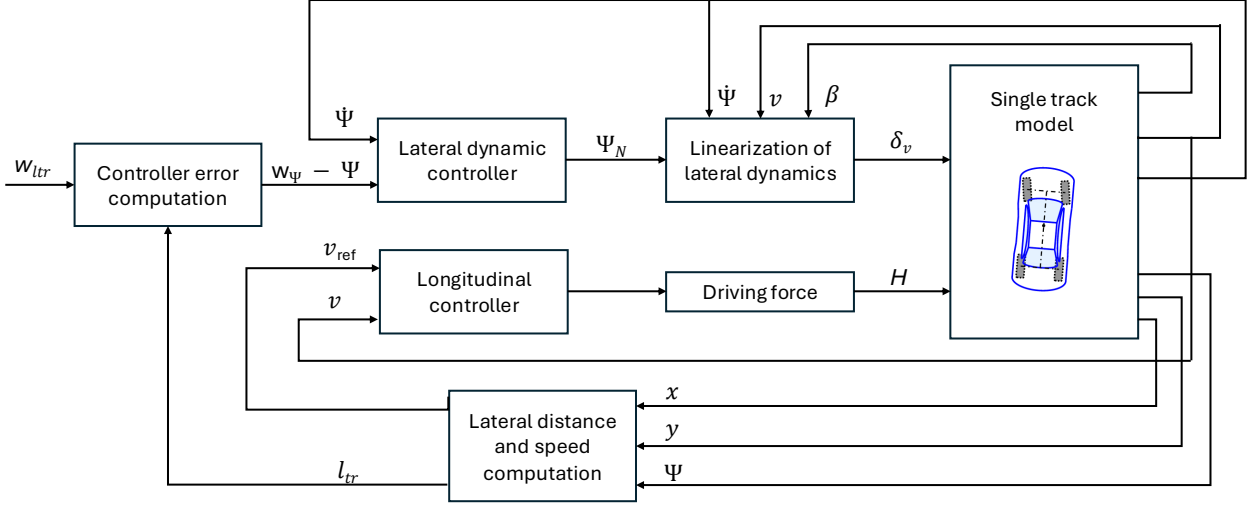 Ψ̇ v β
Single track
model
Ψ̇
Lateral dynamic
controller
Ψ_N
Linearization of
lateral dynamics
δ_v
w_ltr
Controller error
computation
w_Ψ − Ψ
v_ref
Longitudinal
controller
v
Driving force
H
Lateral distance
and speed
computation
x
y
l_tr
Ψ